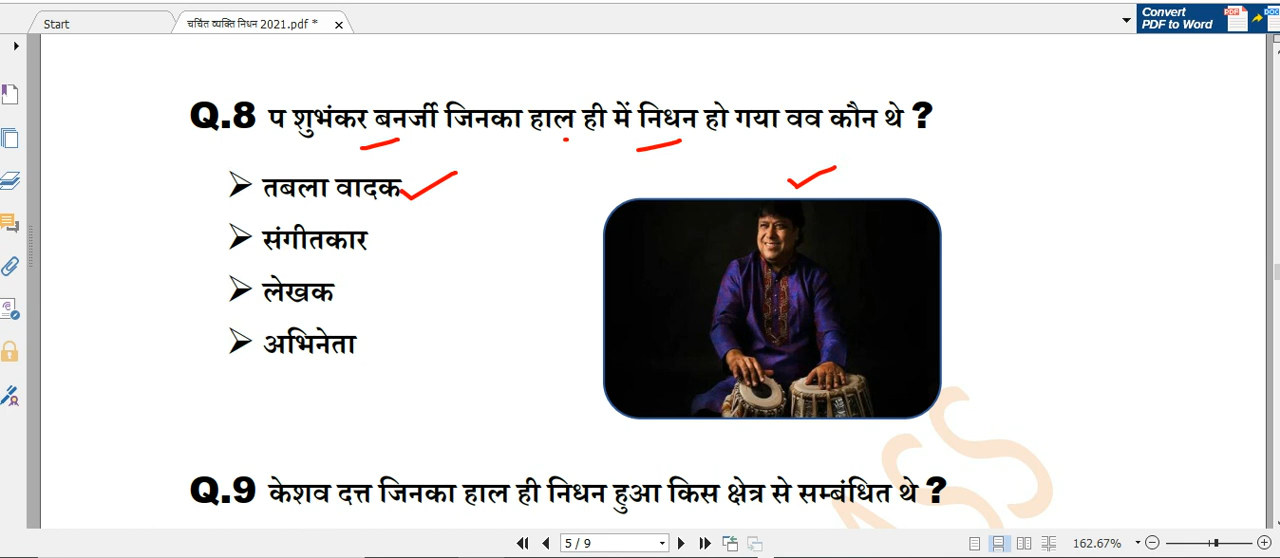 Start
चर्चित व्यक्ति निधन 2021.pdf *
Convert
PDF to Word
Q.8 प शुभंकर बनर्जी जिनका हाल ही में निधन हो गया वव कौन थे ?
तबला वादक
संगीतकार
लेखक
अभिनेता
Q.9 केशव दत्त जिनका हाल ही निधन हुआ किस क्षेत्र से सम्बंधित थे ?
5 / 9
162.67%